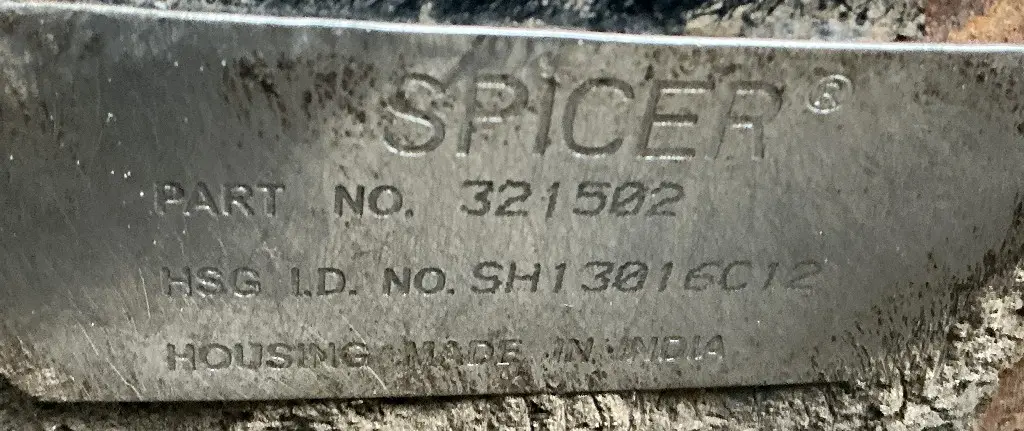 SPICER®
PART NO. 321502
HSG I.D. NO. SH13016C12
HOUSING MADE IN INDIA